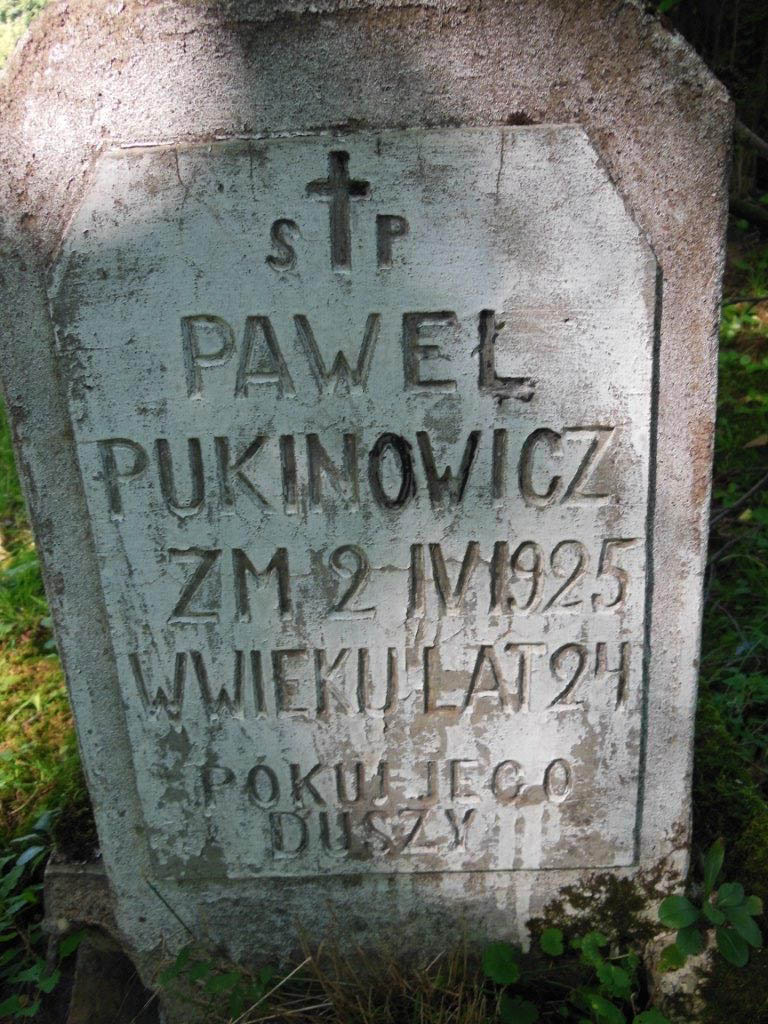 S P
PAWEŁ
PUKINOWICZ
ZM 2 IV 1925
W WIEKU LAT 24
POKUJ JEGO
DUSZY